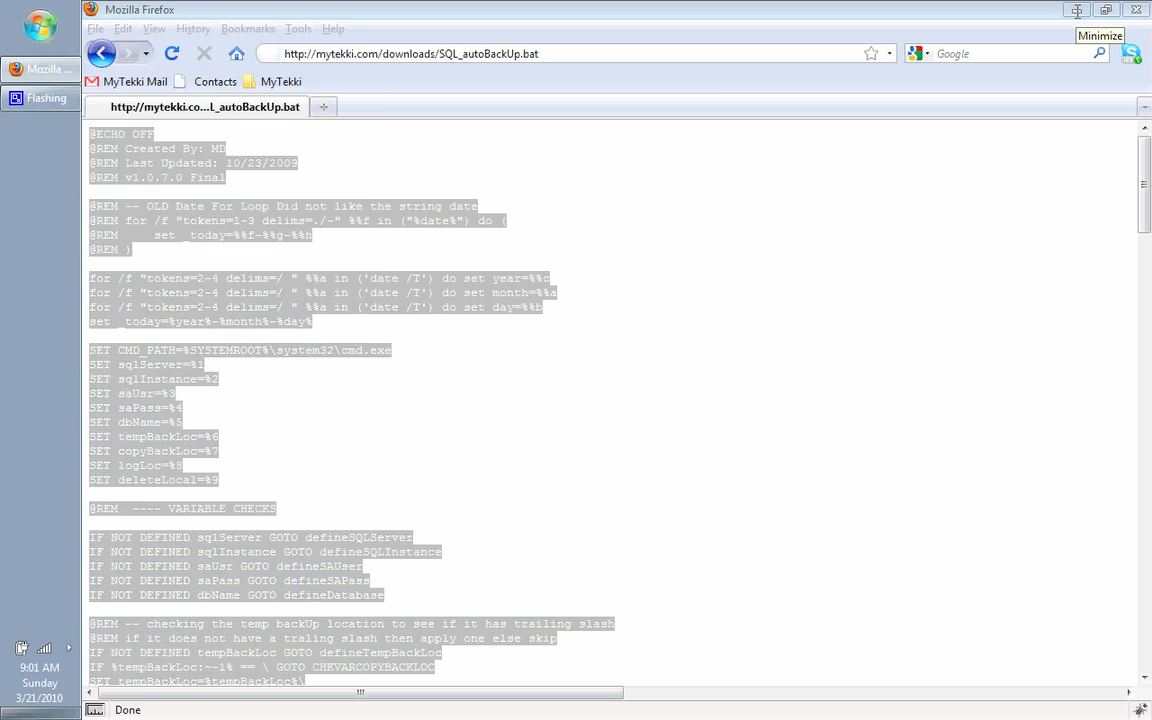 Mozilla Firefox
File Edit View History Bookmarks Tools Help
Minimize
Mozilla ...
http://mytekki.com/downloads/SQL_autoBackUp.bat
Google
MyTekki Mail Contacts MyTekki
Flashing
http://mytekki.co...L_autoBackUp.bat
@ECHO OFF
@REM Created By: MD
@REM Last Updated: 10/23/2009
@REM v1.0.7.0 Final
@REM -- OLD Date For Loop Did not like the string date
@REM for /f "tokens=1-3 delims=./-" %%f in ("%date%") do (
@REM set _today=%%f-%%g-%%h
@REM )
for /f "tokens=2-4 delims=/ " %%a in ('date /T') do set year=%%c
for /f "tokens=2-4 delims=/ " %%a in ('date /T') do set month=%%a
for /f "tokens=2-4 delims=/ " %%a in ('date /T') do set day=%%b
set _today=%year%-%month%-%day%
SET CMD_PATH=%SYSTEMROOT%\system32\cmd.exe
SET sqlServer=%1
SET sqlInstance=%2
SET saUsr=%3
SET saPass=%4
SET dbName=%5
SET tempBackLoc=%6
SET copyBackLoc=%7
SET logLoc=%8
SET deleteLocal=%9
@REM ---- VARIABLE CHECKS
IF NOT DEFINED sqlServer GOTO defineSQLServer
IF NOT DEFINED sqlInstance GOTO defineSQLInstance
IF NOT DEFINED saUsr GOTO defineSAUser
IF NOT DEFINED saPass GOTO defineSAPass
IF NOT DEFINED dbName GOTO defineDatabase
@REM -- checking the temp backUp location to see if it has trailing slash
@REM if it does not have a traling slash then apply one else skip
IF NOT DEFINED tempBackLoc GOTO defineTempBackLoc
IF %tempBackLoc:~-1% == \ GOTO CHKVARCOPYBACKLOC
SET tempBackLoc=%tempBackLoc%\
9:01 AM
Sunday
3/21/2010
Done